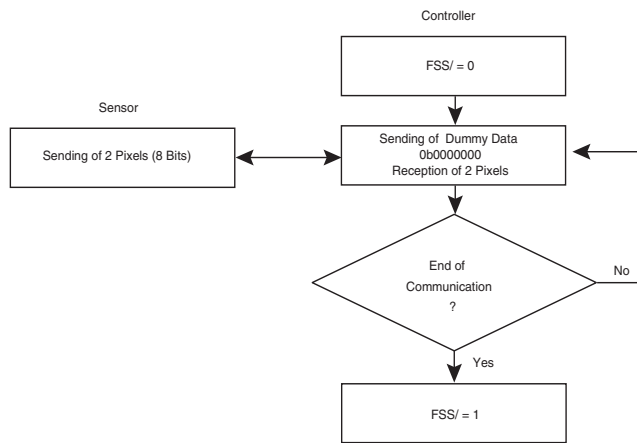 Controller
FSS/ = 0
Sensor
Sending of 2 Pixels (8 Bits)
Sending of Dummy Data
0b0000000
Reception of 2 Pixels
End of
Communication
?
No
Yes
FSS/ = 1